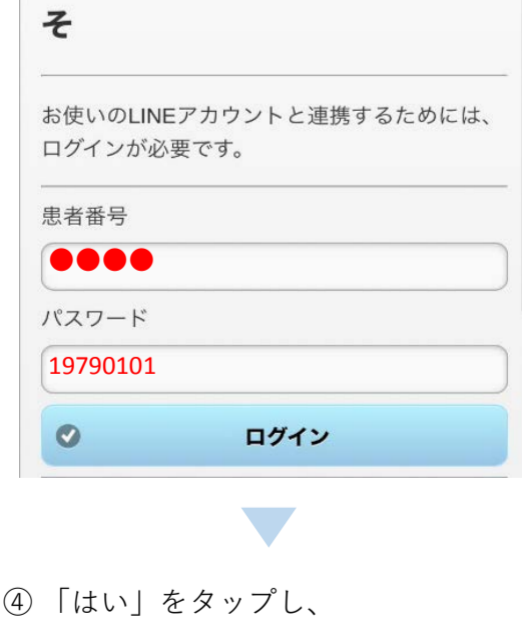 そ
お使いのLINEアカウントと連携するためには、
ログインが必要です。
患者番号
●●●●
パスワード
19790101
ログイン
④ 「はい」をタップし、